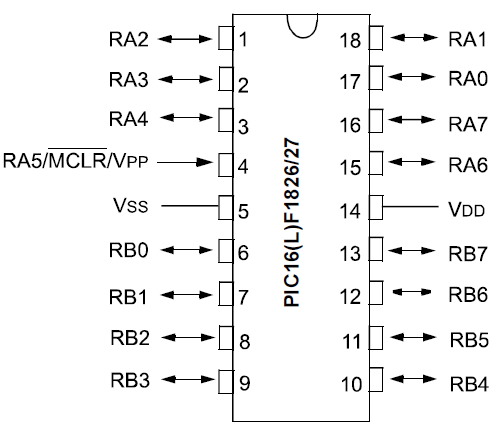 RA2 1 18 RA1
RA3 2 17 RA0
RA4 3 16 RA7
RA5/MCLR/VPP 4 15 RA6
VSS 5 14 VDD
RB0 6 13 RB7
RB1 7 12 RB6
RB2 8 11 RB5
RB3 9 10 RB4
PIC16(L)F1826/27